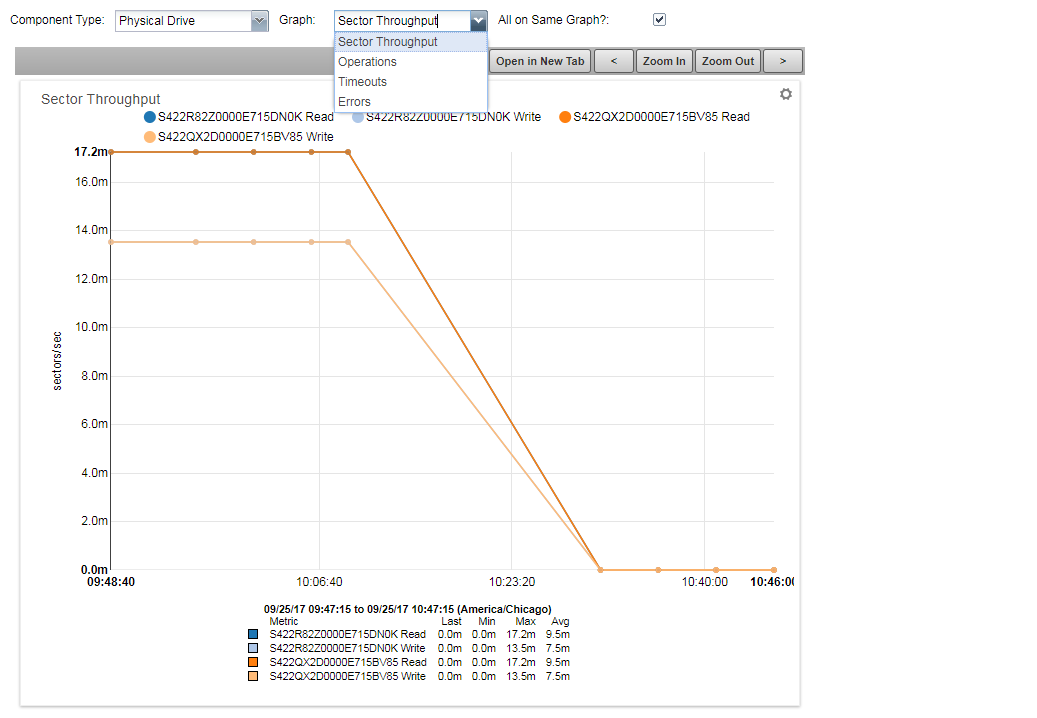 Component Type: Physical Drive Graph: Sector Throughput All on Same Graph?:
Sector Throughput
Operations
Timeouts
Errors
Open in New Tab < Zoom In Zoom Out >
Sector Throughput
S422R82Z0000E715DN0K Read S422R82Z0000E715DN0K Write S422QX2D0000E715BV85 Read
S422QX2D0000E715BV85 Write
17.2m
16.0m
14.0m
12.0m
10.0m
8.0m
6.0m
4.0m
2.0m
0.0m
sectors/sec
09:48:40 10:06:40 10:23:20 10:40:00 10:46:00
09/25/17 09:47:15 to 09/25/17 10:47:15 (America/Chicago)
Metric Last Min Max Avg
S422R82Z0000E715DN0K Read 0.0m 0.0m 17.2m 9.5m
S422R82Z0000E715DN0K Write 0.0m 0.0m 13.5m 7.5m
S422QX2D0000E715BV85 Read 0.0m 0.0m 17.2m 9.5m
S422QX2D0000E715BV85 Write 0.0m 0.0m 13.5m 7.5m